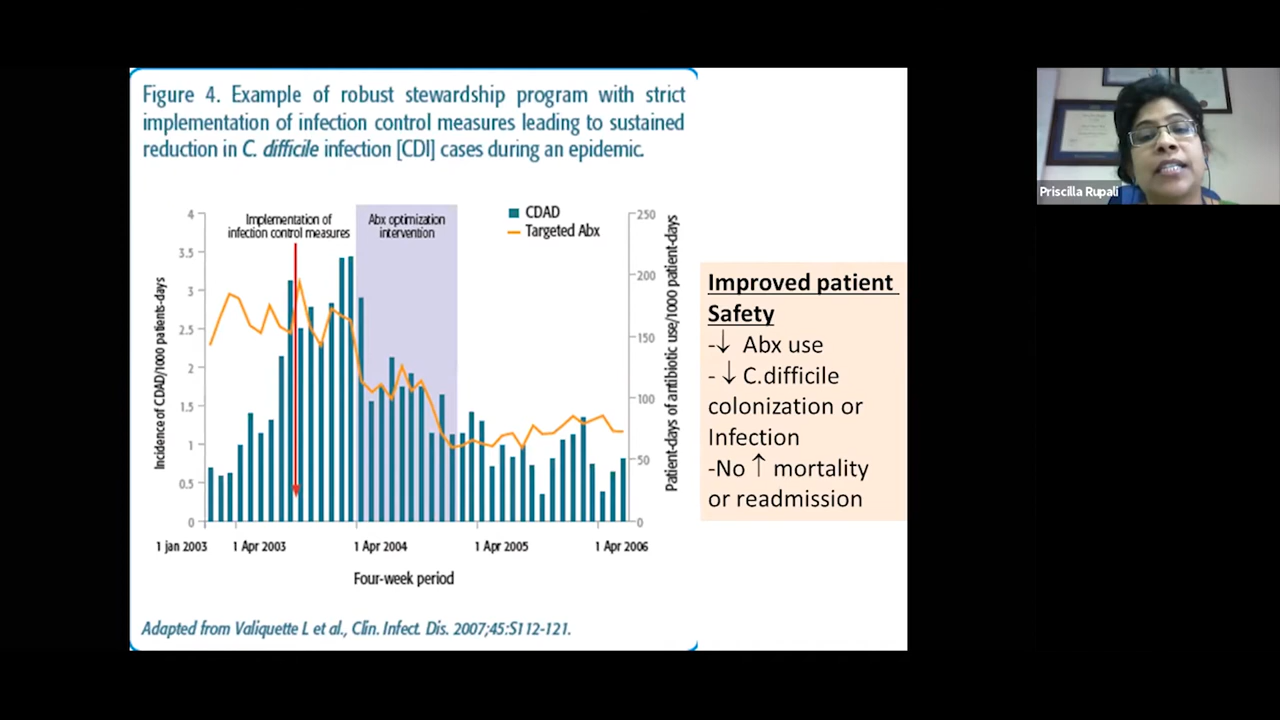 Figure 4. Example of robust stewardship program with strict
implementation of infection control measures leading to sustained
reduction in C. difficile infection [CDI] cases during an epidemic.
Implementation of
infection control measures
Abx optimization
intervention
CDAD
Targeted Abx
4
3.5
3
2.5
2
1.5
1
0.5
0
Incidence of CDAD/1000 patients-days
250
200
150
100
50
0
Patient-days of antibiotic use/1000 patient-days
1 jan 2003
1 Apr 2003
1 Apr 2004
1 Apr 2005
1 Apr 2006
Four-week period
Adapted from Valiquette L et al., Clin. Infect. Dis. 2007;45:S112-121.
Improved patient
Safety
-↓ Abx use
- ↓ C.difficile
colonization or
Infection
-No ↑ mortality
or readmission
Priscilla Rupali